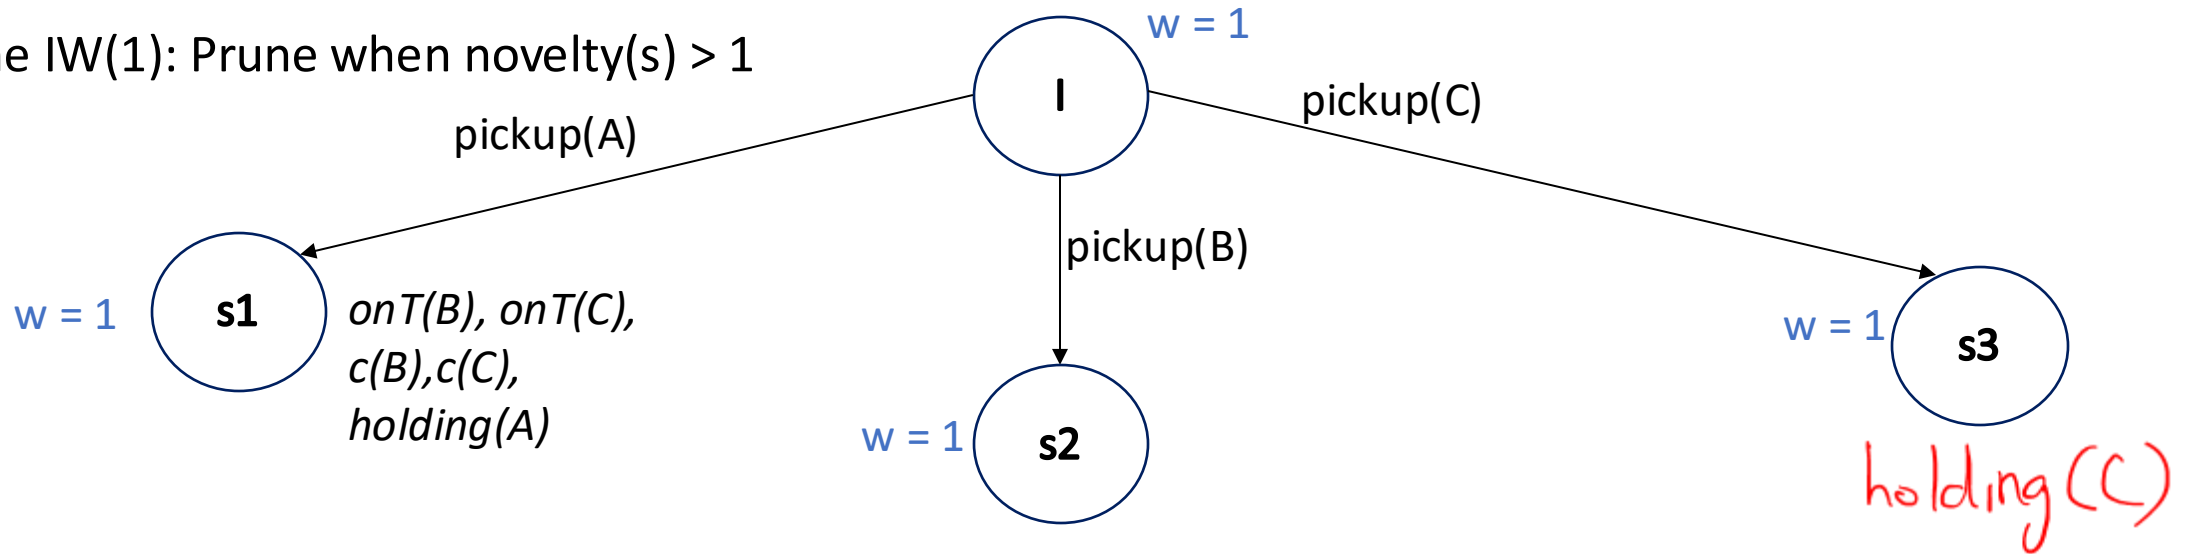 e IW(1): Prune when novelty(s) > 1
w = 1
I
pickup(A)
pickup(C)
pickup(B)
w = 1
s1
onT(B), onT(C),
c(B),c(C),
holding(A)
w = 1
s2
w = 1
s3
holding(C)